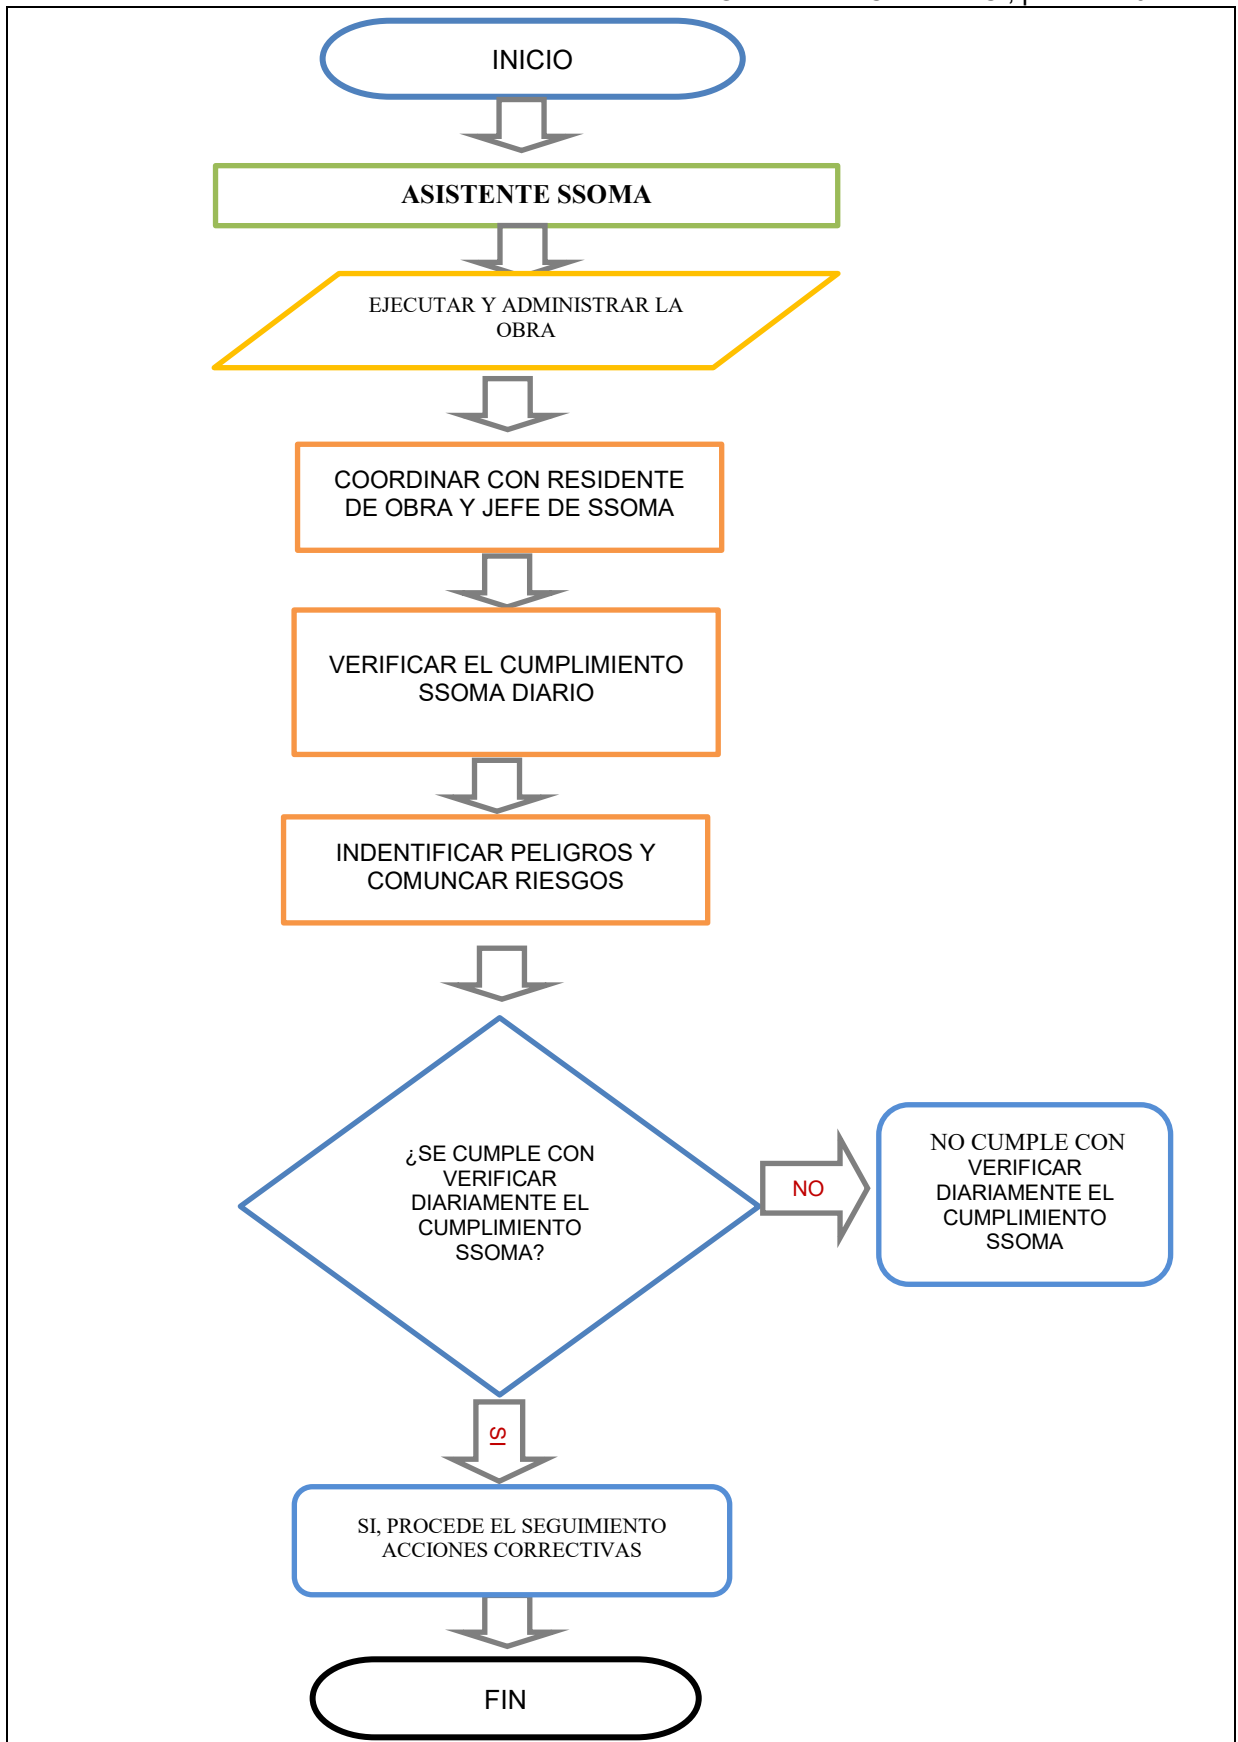 INICIO
ASISTENTE SSOMA
EJECUTAR Y ADMINISTRAR LA
OBRA
COORDINAR CON RESIDENTE
DE OBRA Y JEFE DE SSOMA
VERIFICAR EL CUMPLIMIENTO
SSOMA DIARIO
INDENTIFICAR PELIGROS Y
COMUNCAR RIESGOS
¿SE CUMPLE CON
VERIFICAR
DIARIAMENTE EL
CUMPLIMIENTO
SSOMA?
NO
NO CUMPLE CON
VERIFICAR
DIARIAMENTE EL
CUMPLIMIENTO
SSOMA
SI
SI, PROCEDE EL SEGUIMIENTO
ACCIONES CORRECTIVAS
FIN